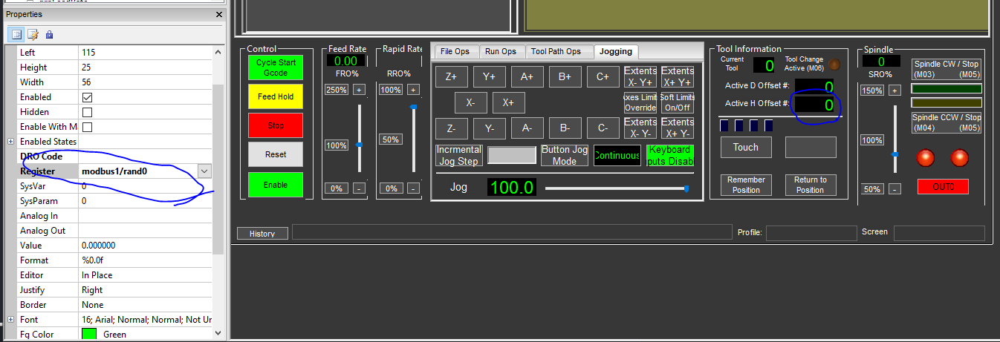 Properties
Left 115
Height 25
Width 56
Enabled
Hidden
Enable With Ma
Enabled States
DRO Code
Register modbus1/rand0
SysVar 0
SysParam 0
Analog In
Analog Out
Value 0.000000
Format %0.0f
Editor In Place
Justify Right
Border None
Font 16; Arial; Normal; Normal; Not Ur
Fg Color Green
Control
Cycle Start
Gcode
Feed Hold
Stop
Reset
Enable
Feed Rate
0.00
FRO%
250% +
100%
0% -
Rapid Rate
RRO%
100% +
50%
0% -
File Ops Run Ops Tool Path Ops Jogging
Z+ Y+ A+ B+ C+ Extents X- Y+ Extents X+ Y+
X- X+ xes Limit Override Soft Limits On/Off
Z- Y- A- B- C- Extents X- Y- Extents X+ Y-
Incrmental Jog Step Button Jog Mode Continuous Keyboard puts Disab
Jog 100.0
Tool Information
Current Tool 0 Tool Change Active (M06)
Active D Offset #: 0
Active H Offset #: 0
Touch
Remember Position Return to Position
Spindle
0
SRO%
150% +
100%
50% -
Spindle CW / Stop
(M03) (M05)
Spindle CCW / Stop
(M04) (M05)
OUT0
History Profile: Screen